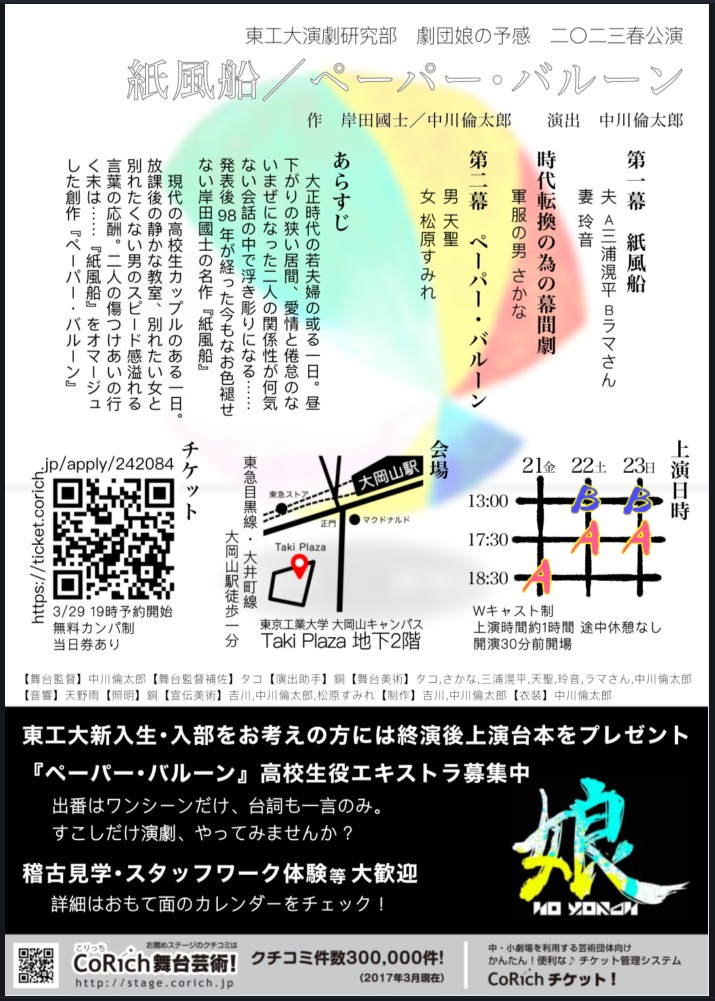 東工大演劇研究部　劇団娘の予感　二〇二三春公演
紙風船／ペーパー・バルーン
作　岸田國士／中川倫太郎　　演出　中川倫太郎
第一幕　紙風船
夫　A三浦滉平 Bラマさん
妻　玲音
時代転換の為の幕間劇
軍服の男　さかな
第二幕　ペーパー・バルーン
男　天聖
女　松原すみれ
あらすじ
大正時代の若夫婦の或る一日。昼
下がりの狭い居間、愛情と倦怠のな
いまぜになった二人の関係性が何気
ない会話の中で浮き彫りになる……
発表後98年が経った今もなお色褪せ
ない岸田國士の名作『紙風船』
現代の高校生カップルのある一日。
放課後の静かな教室、別れたい女と
別れたくない男のスピード感溢れる
言葉の応酬。二人の傷つけあいの行
く末は……『紙風船』をオマージュ
した創作『ペーパー・バルーン』
上演日時
21金 22土 23日
13:00 B B
17:30 A A
18:30 A
Wキャスト制
上演時間約1時間 途中休憩なし
開演30分前開場
会場
大岡山駅
東急ストア
正門
マクドナルド
Taki Plaza
東急目黒線・大井町線
大岡山駅徒歩一分
東京工業大学 大岡山キャンパス
Taki Plaza 地下2階
チケット
https://ticket.corich.jp/apply/242084
3/29 19時予約開始
無料カンパ制
当日券あり
【舞台監督】中川倫太郎【舞台監督補佐】タコ【演出助手】銅【舞台美術】タコ,さかな,三浦滉平,天聖,玲音,ラマさん,中川倫太郎
【音響】天野雨【照明】銅【宣伝美術】吉川,中川倫太郎,松原すみれ【制作】吉川,中川倫太郎【衣装】中川倫太郎
東工大新入生・入部をお考えの方には終演後上演台本をプレゼント
『ペーパー・バルーン』高校生役エキストラ募集中
出番はワンシーンだけ、台詞も一言のみ。
すこしだけ演劇、やってみませんか？
稽古見学・スタッフワーク体験等大歓迎
詳細はおもて面のカレンダーをチェック！
娘
NO YOKAN
こりっち
お薦めステージのクチコミは
CoRich舞台芸術!
http://stage.corich.jp
クチコミ件数300,000件!
(2017年3月現在)
中・小劇場を利用する芸術団体向け
かんたん！便利な♪ チケット管理システム
CoRich チケット！